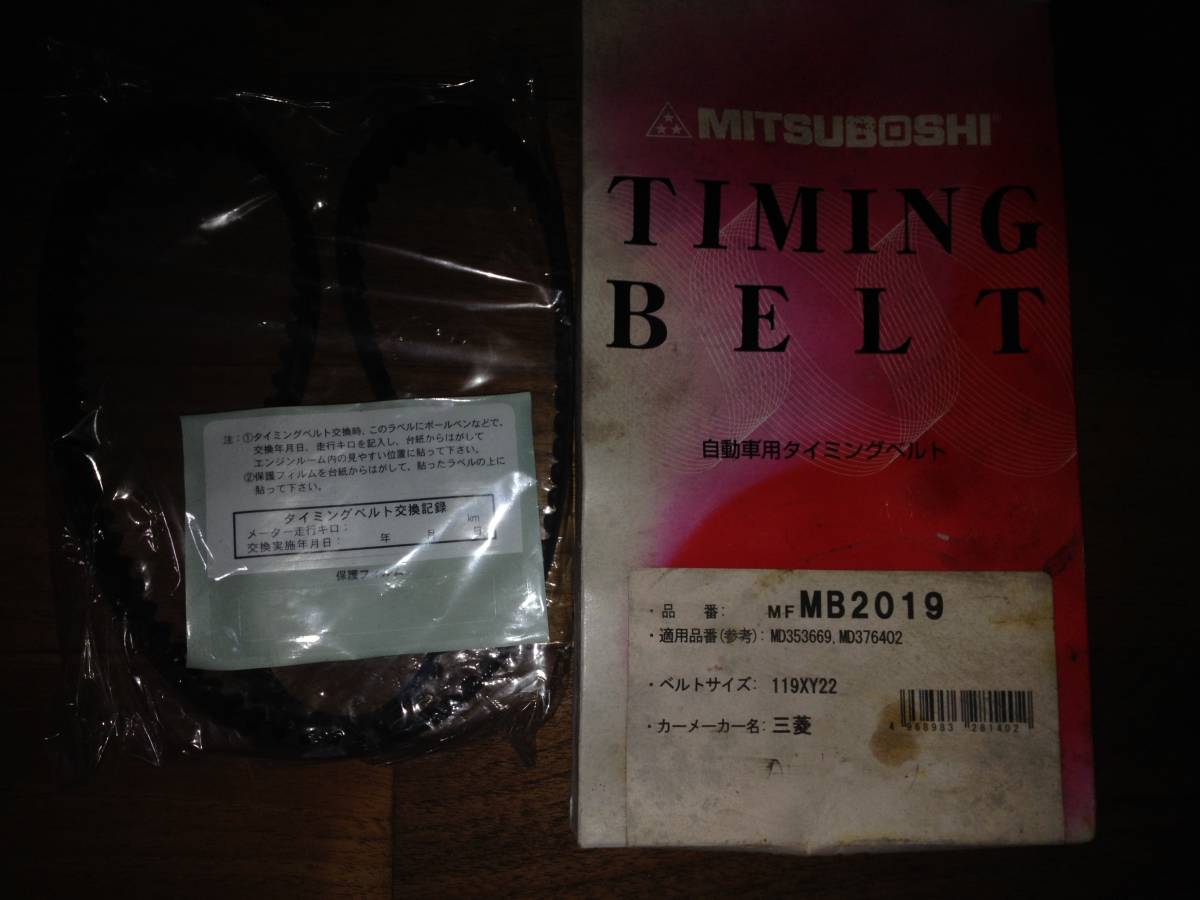 注：①タイミングベルト交換時、このラベルにボールペンなどで、
交換年月日、走行キロを記入し、台紙からはがして
エンジンルーム内の見やすい位置に貼って下さい。
②保護フィルムを台紙からはがして、貼ったラベルの上に
貼って下さい。
タイミングベルト交換記録
メーター走行キロ： km
交換実施年月日： 年 月 日
保護フィルム
MITSUBOSHI
TIMING
BELT
自動車用タイミングベルト
・品 番: MF MB2019
・適用品番(参考): MD353669, MD376402
・ベルトサイズ: 119XY22
・カーメーカー名: 三菱
4 968983 281402